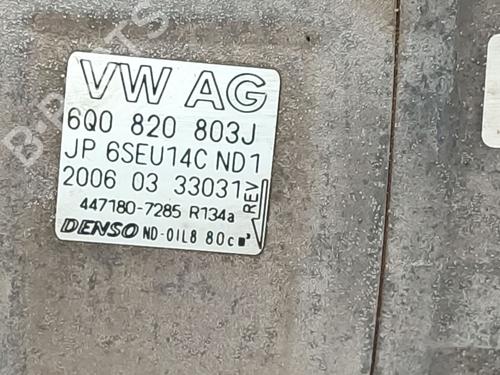 VW AG
6Q0 820 803J
JP 6SEU14C ND1
2006 03 33031
REV
447180-7285 R134a
DENSO ND-OIL8 80cm³